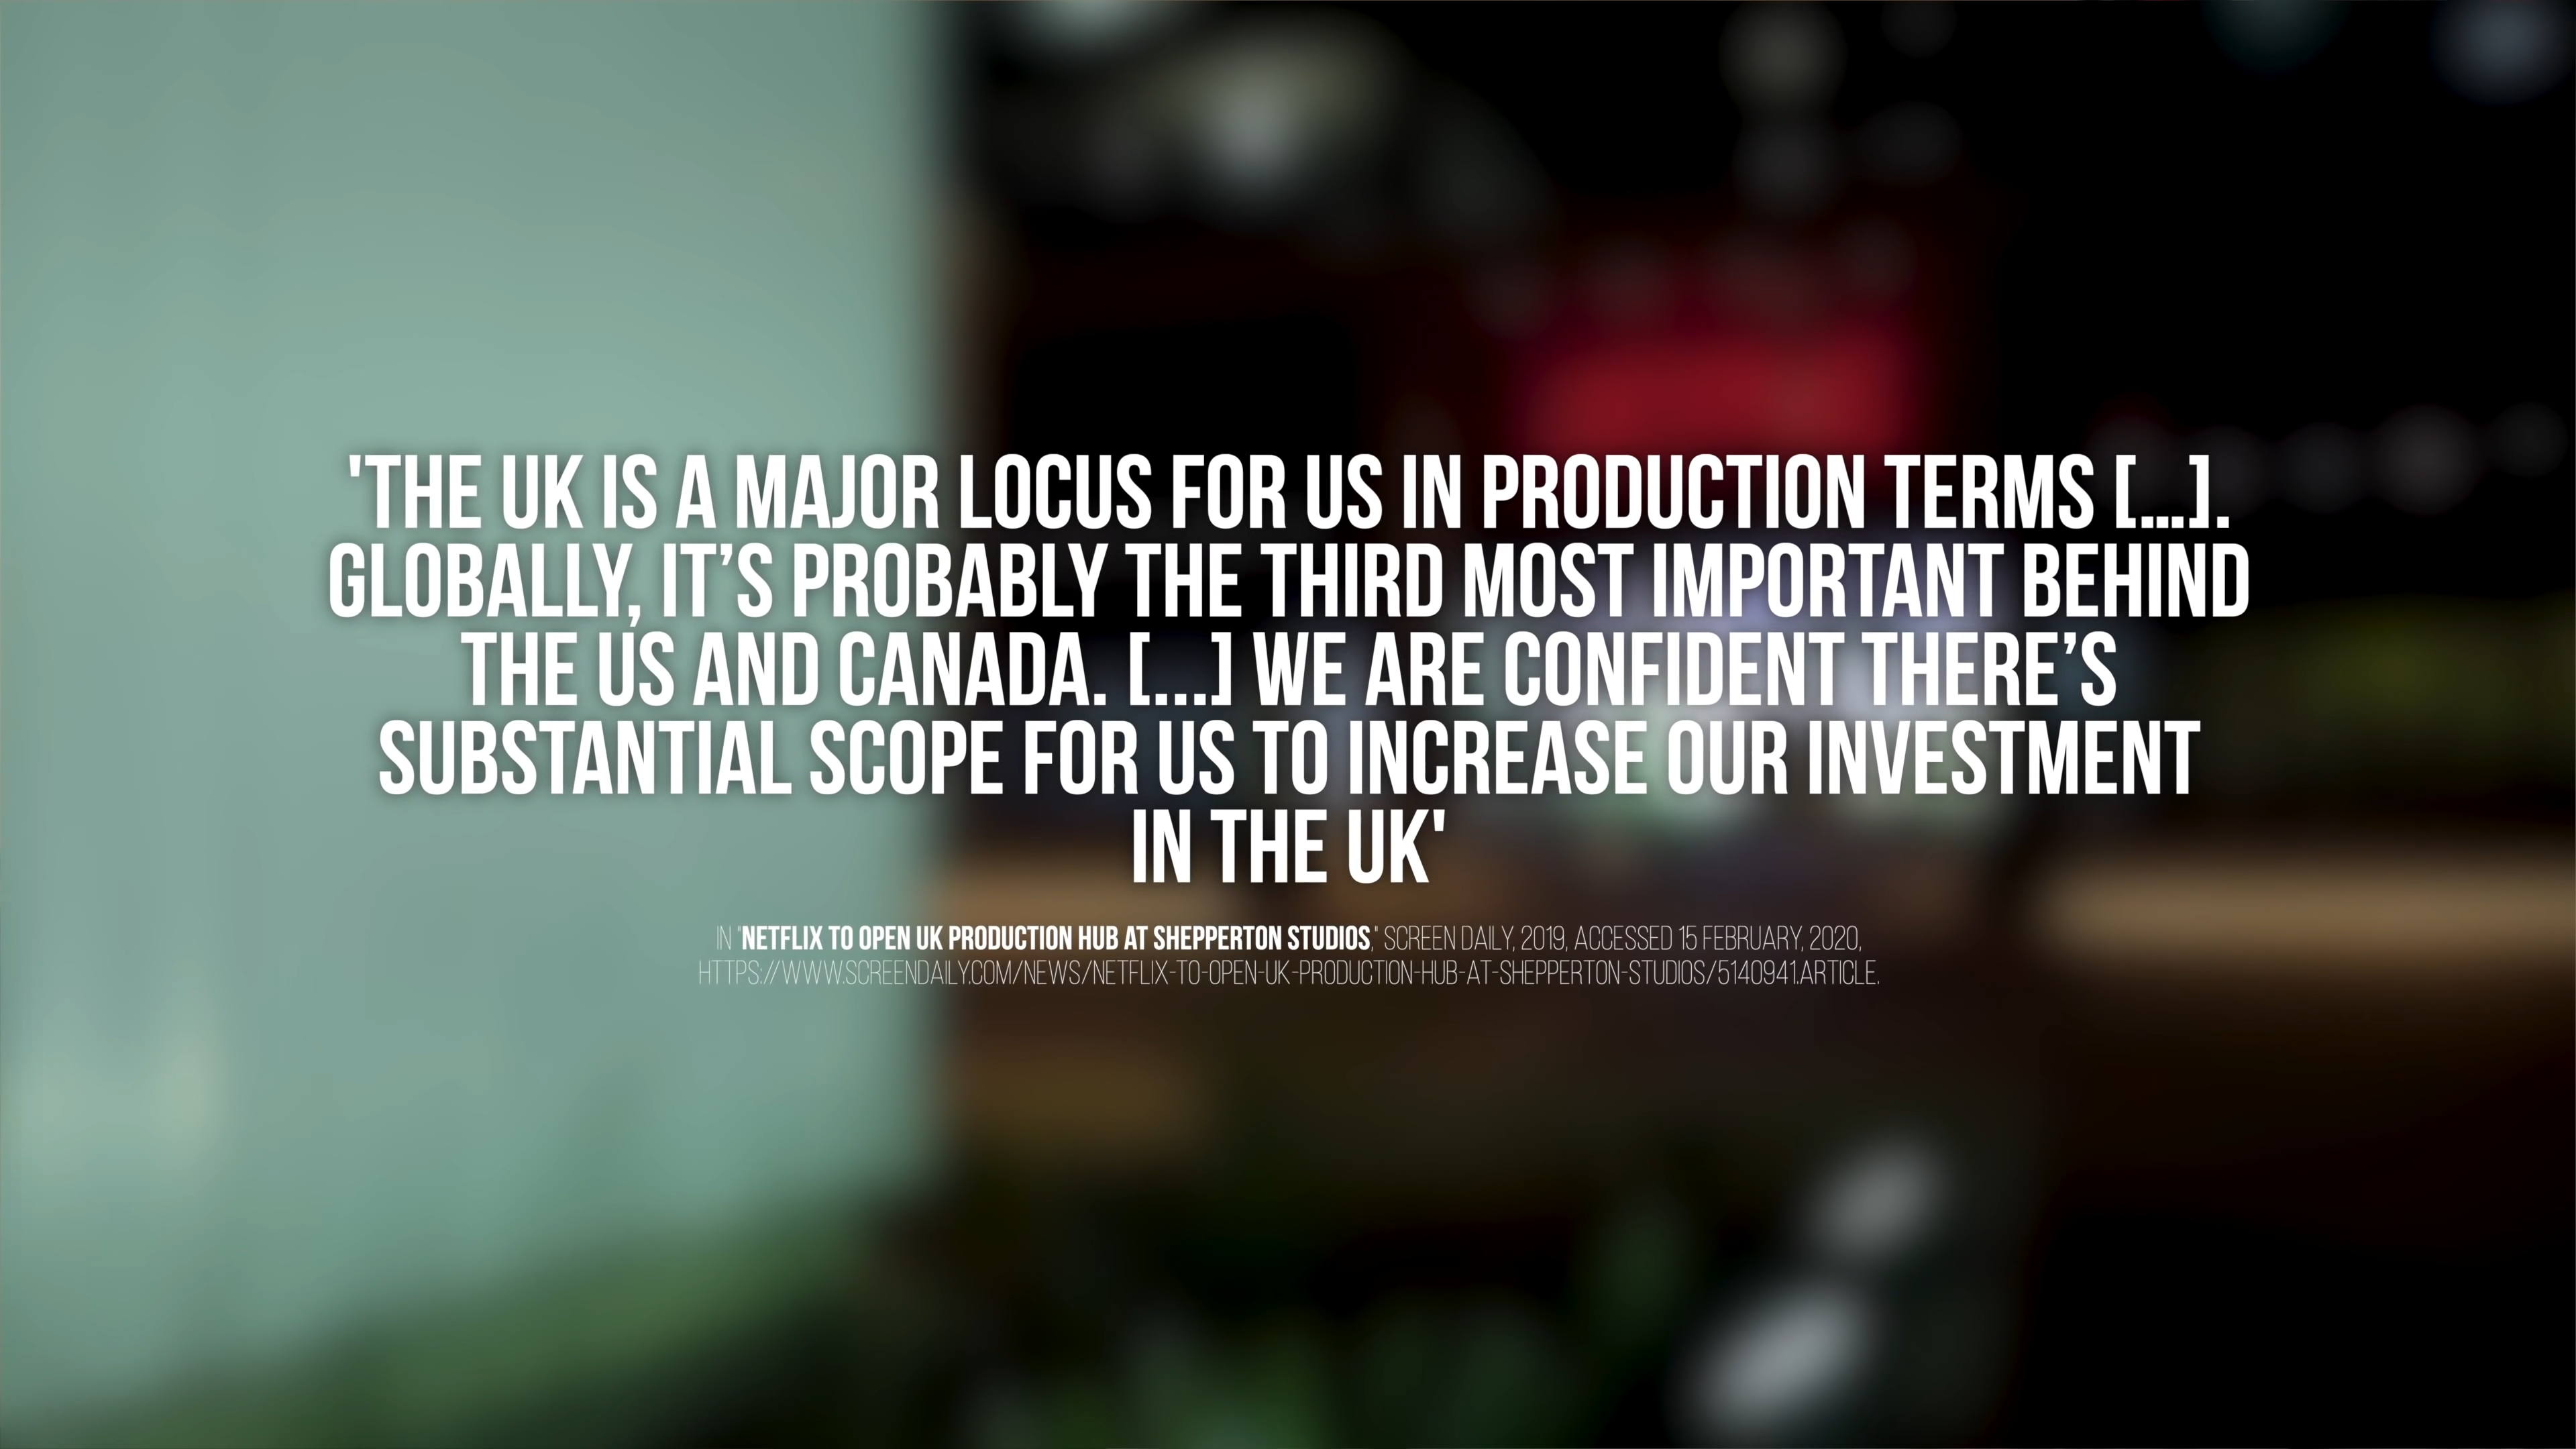 'THE UK IS A MAJOR LOCUS FOR US IN PRODUCTION TERMS [...].
GLOBALLY, IT’S PROBABLY THE THIRD MOST IMPORTANT BEHIND
THE US AND CANADA. [...] WE ARE CONFIDENT THERE’S
SUBSTANTIAL SCOPE FOR US TO INCREASE OUR INVESTMENT
IN THE UK'
IN "NETFLIX TO OPEN UK PRODUCTION HUB AT SHEPPERTON STUDIOS," SCREEN DAILY, 2019, ACCESSED 15 FEBRUARY, 2020,
HTTPS://WWW.SCREENDAILY.COM/NEWS/NETFLIX-TO-OPEN-UK-PRODUCTION-HUB-AT-SHEPPERTON-STUDIOS/5140941.ARTICLE.